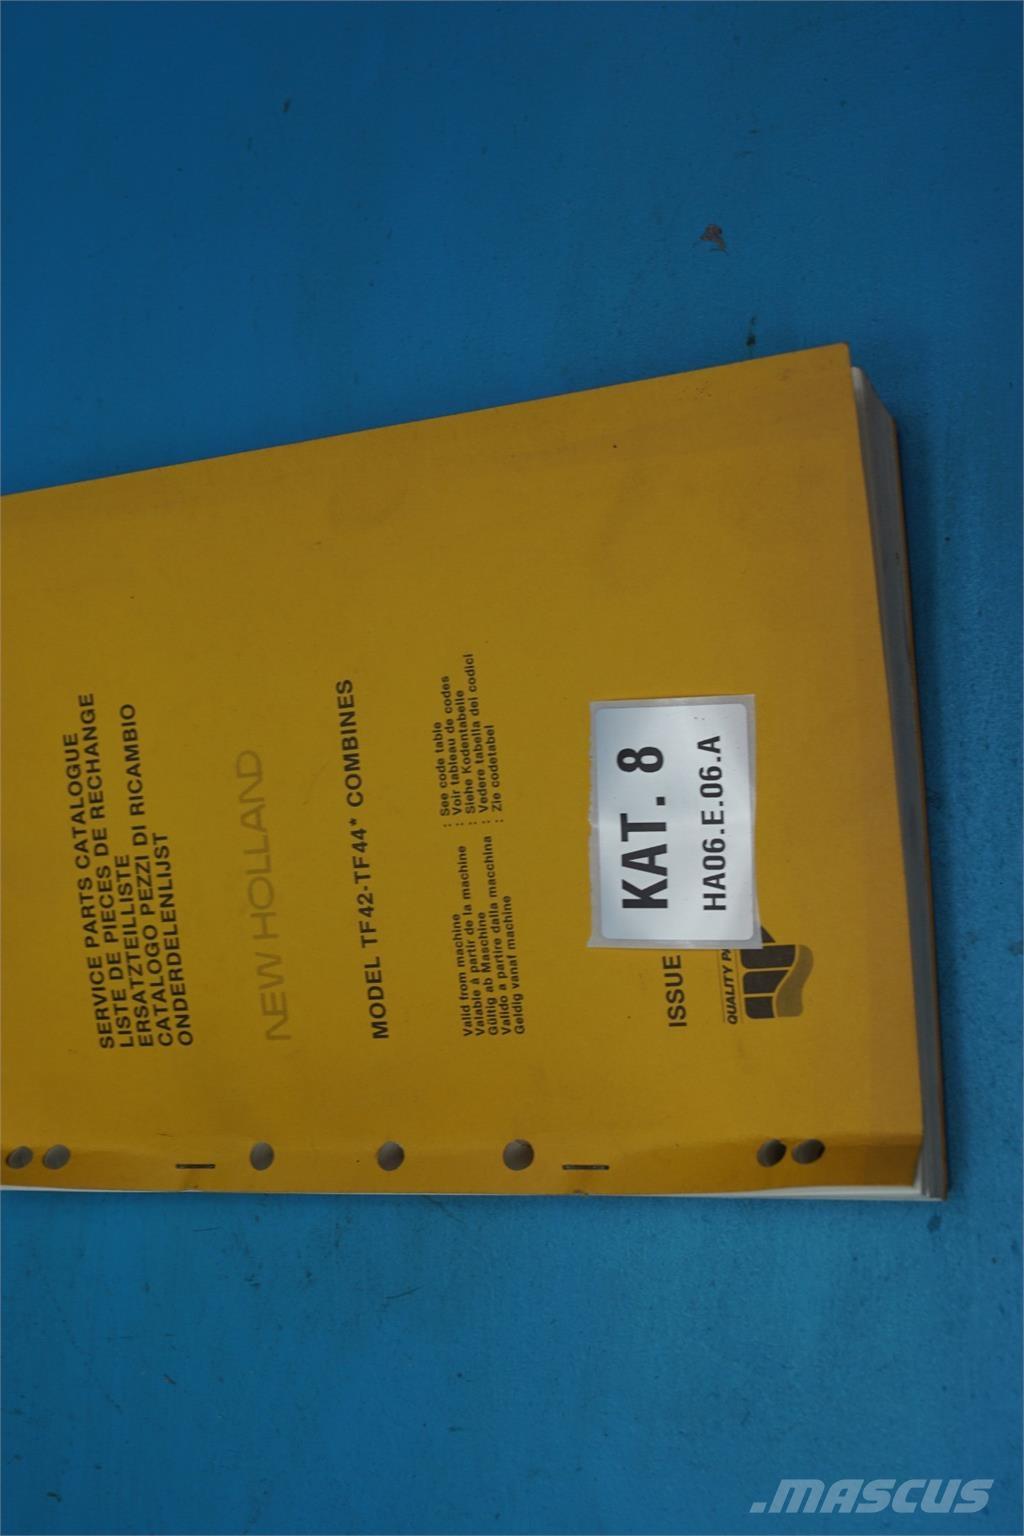 SERVICE PARTS CATALOGUE
LISTE DE PIECES DE RECHANGE
ERSATZTEILLISTE
CATALOGO PEZZI DI RICAMBIO
ONDERDELENLIJST
NEW HOLLAND
MODEL TF42-TF44* COMBINES
Valid from machine : See code table
Valable à partir de la machine : Voir tableau de codes
Gültig ab Maschine : Siehe Kodentabelle
Valido a partire dalla macchina : Vedere tabella dei codici
Geldig vanaf machine : Zie codetabel
ISSUE
KAT. 8
HA06.E.06.A
QUALITY
.MASCUS